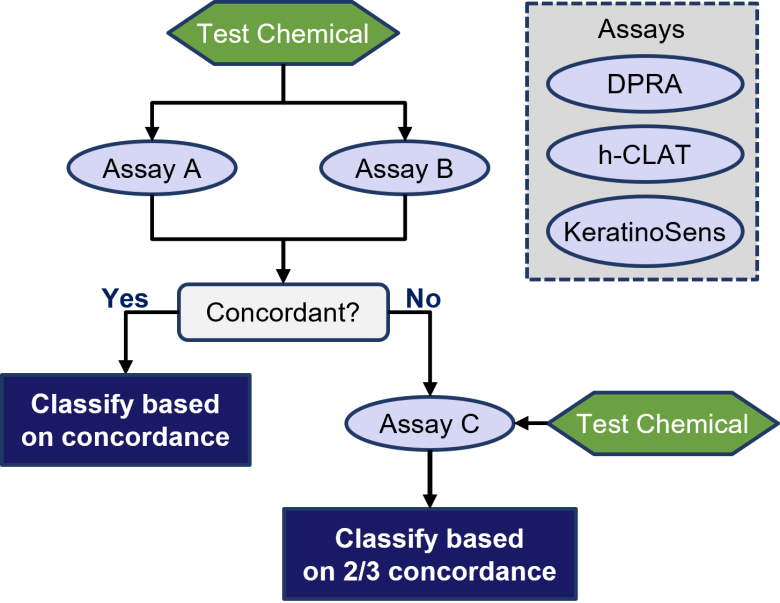 Test Chemical
Assays
DPRA
h-CLAT
KeratinoSens
Assay A
Assay B
Yes
No
Concordant?
Classify based
on concordance
Assay C
Test Chemical
Classify based
on 2/3 concordance